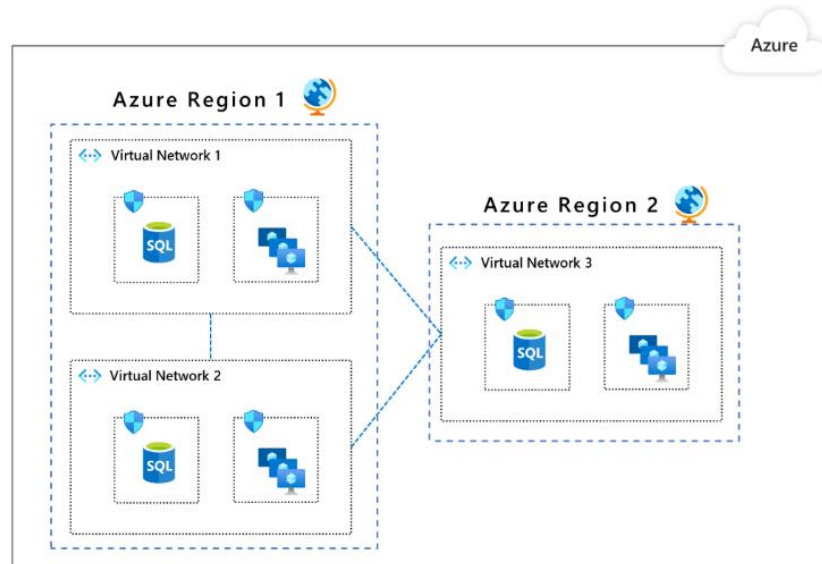 Azure
Azure Region 1
Virtual Network 1
SQL
Azure Region 2
Virtual Network 3
SQL
Virtual Network 2
SQL